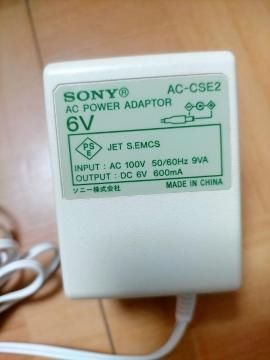 SONY® AC-CSE2
AC POWER ADAPTOR
6V
PS
E
JET S.EMCS
INPUT : AC 100V 50/60Hz 9VA
OUTPUT : DC 6V 600mA
ソニー株式会社 MADE IN CHINA